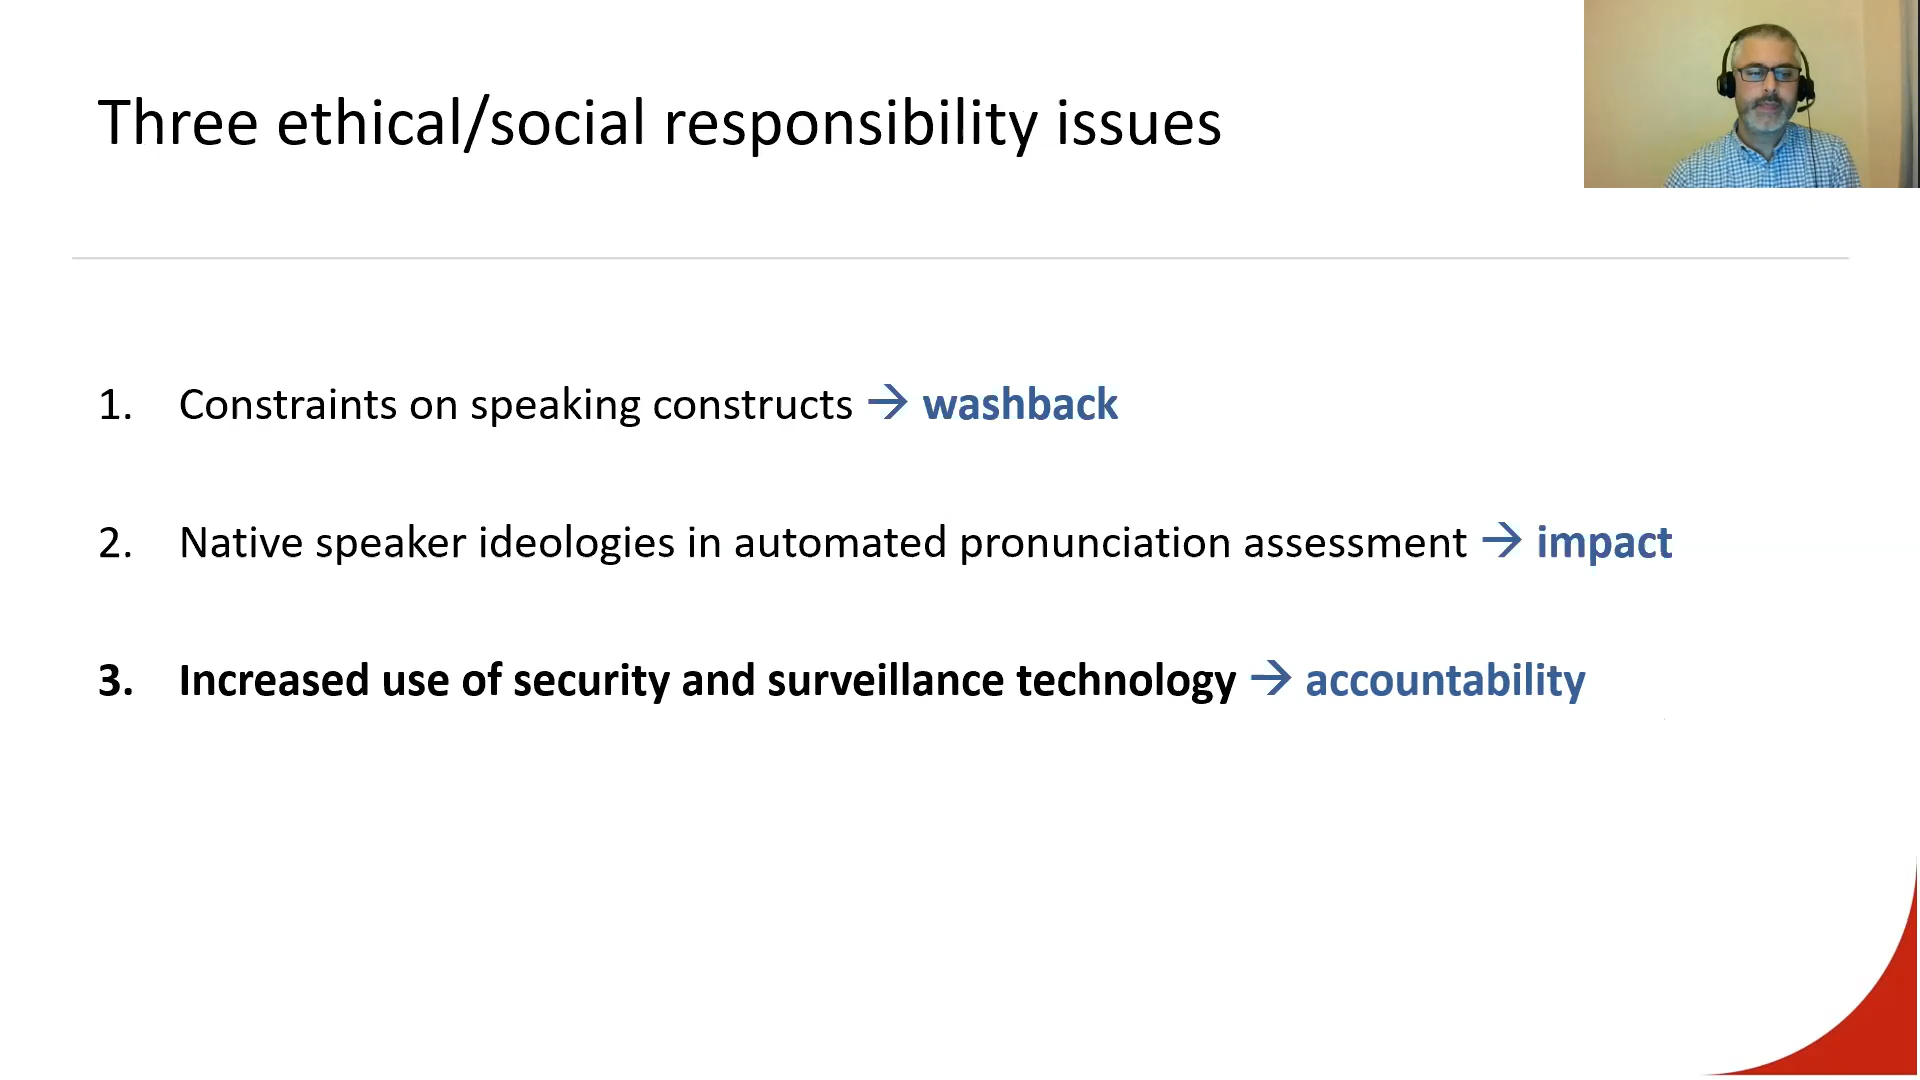 Three ethical/social responsibility issues
1. Constraints on speaking constructs → washback
2. Native speaker ideologies in automated pronunciation assessment → impact
3. Increased use of security and surveillance technology → accountability